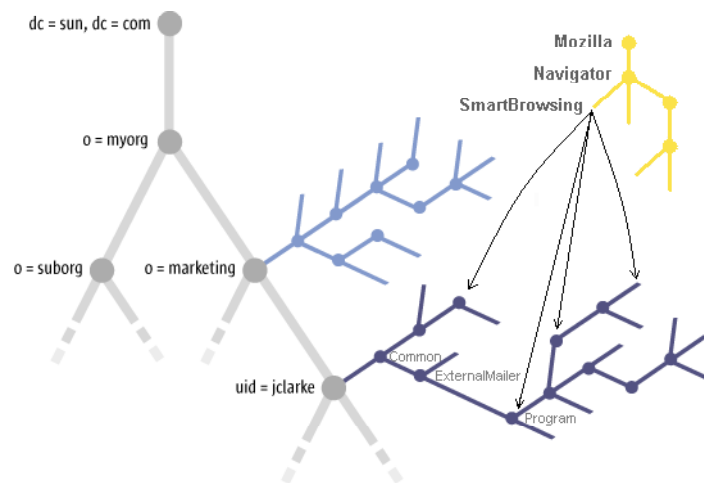 dc = sun, dc = com
Mozilla
Navigator
SmartBrowsing
o = myorg
o = suborg
o = marketing
Common
ExternalMailer
uid = jclarke
Program